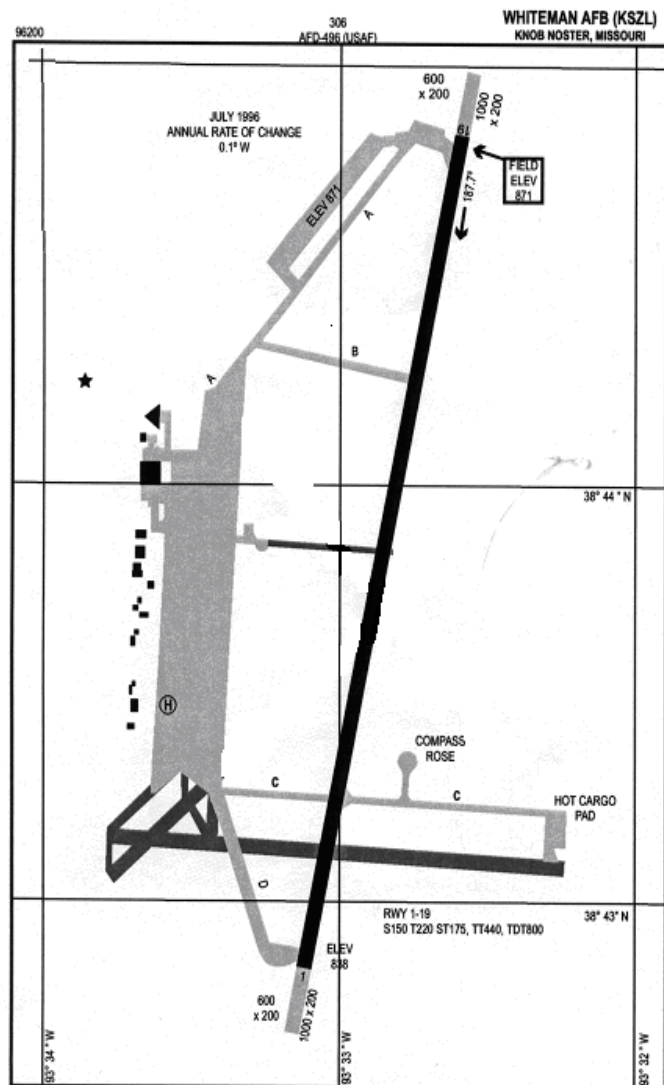 96200
306
AFD-496 (USAF)
WHITEMAN AFB (KSZL)
KNOB NOSTER, MISSOURI
JULY 1996
ANNUAL RATE OF CHANGE
0.1° W
600
x 200
1000
x 200
19
FIELD
ELEV
871
187.7°
ELEV 871
A
B
A
38° 44 ' N
H
COMPASS
ROSE
C
C
HOT CARGO
PAD
D
RWY 1-19
S150 T220 ST175, TT440, TDT800
38° 43' N
ELEV
838
1
600
x 200
1000 x 200
93° 34 ' W
93° 33 ' W
93° 32 ' W